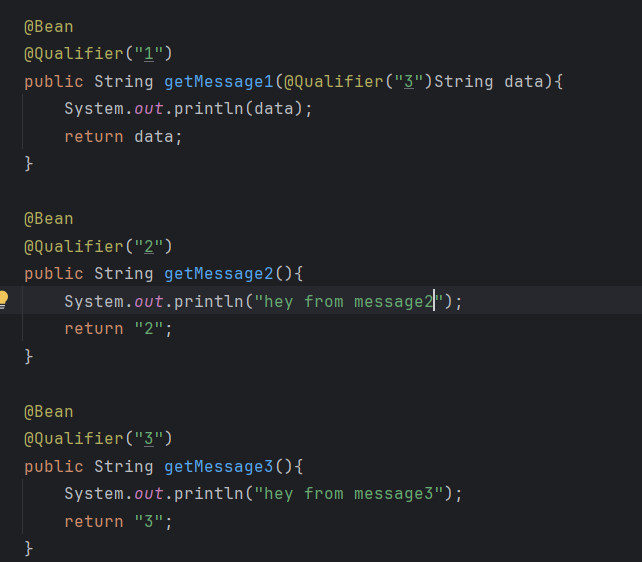 @Bean
@Qualifier("1")
public String getMessage1(@Qualifier("3")String data){
    System.out.println(data);
    return data;
}

@Bean
@Qualifier("2")
public String getMessage2(){
    System.out.println("hey from message2");
    return "2";
}

@Bean
@Qualifier("3")
public String getMessage3(){
    System.out.println("hey from message3");
    return "3";
}